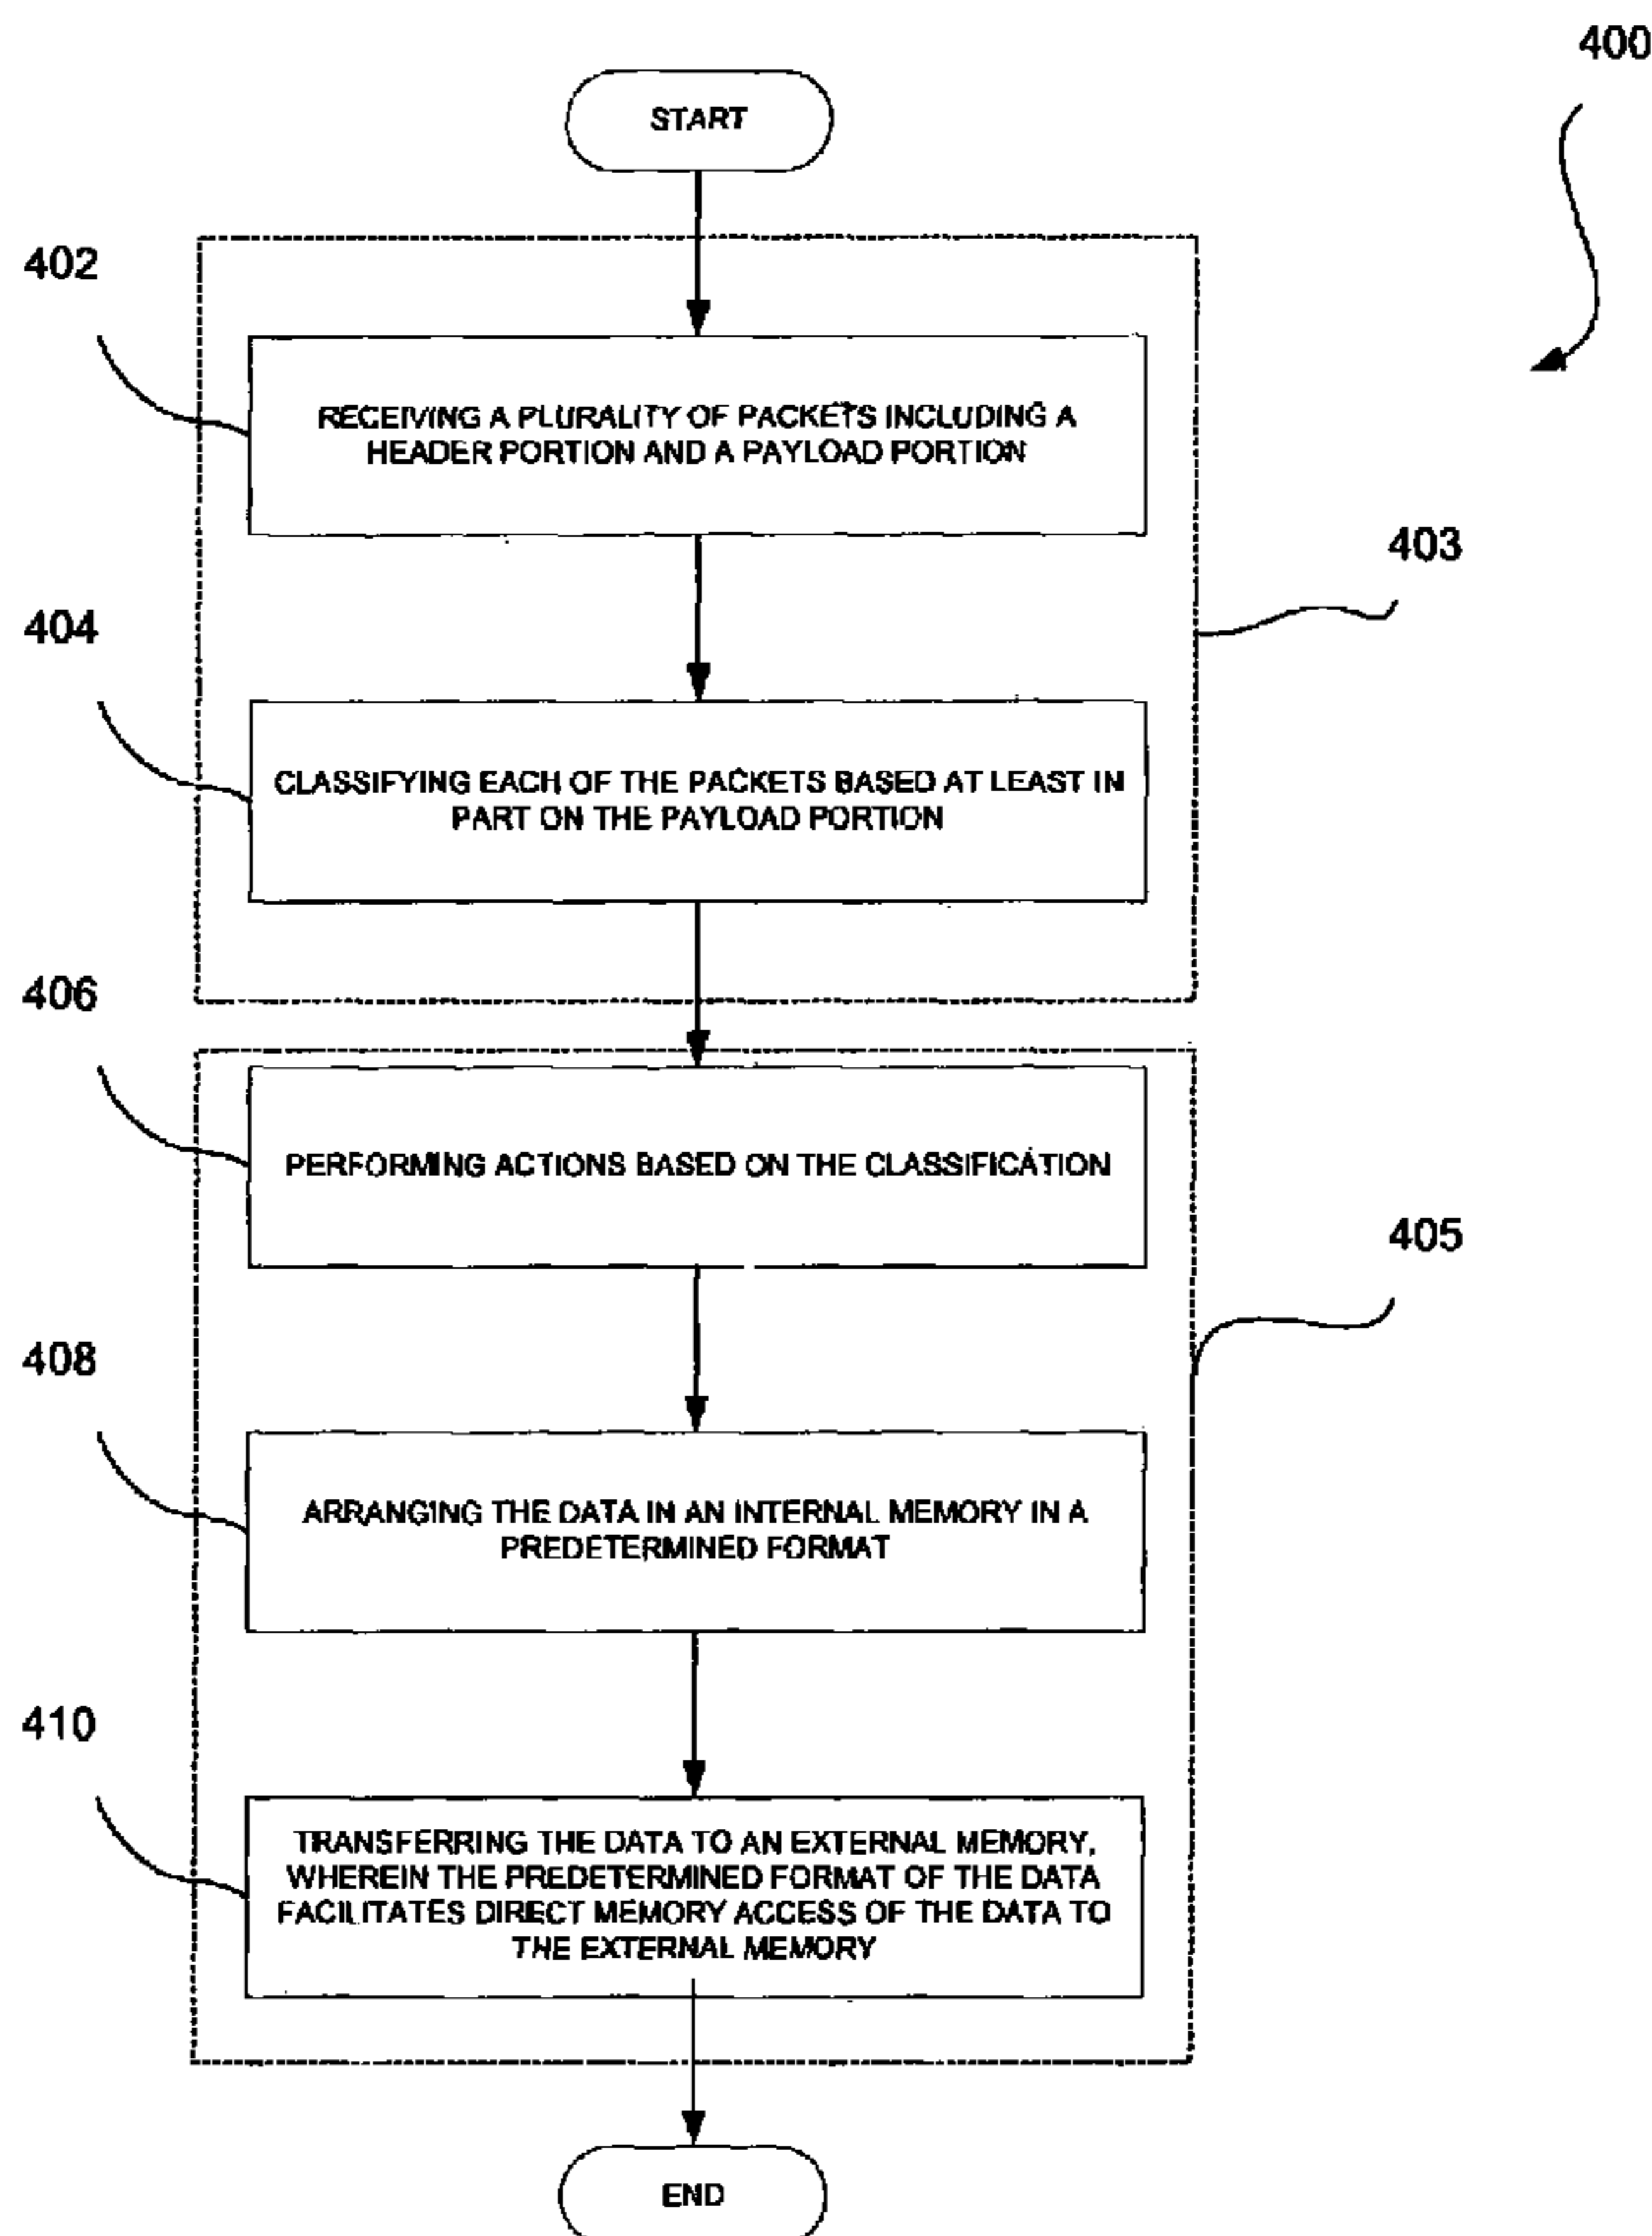 400
START
402
RECEIVING A PLURALITY OF PACKETS INCLUDING A
HEADER PORTION AND A PAYLOAD PORTION
403
404
CLASSIFYING EACH OF THE PACKETS BASED AT LEAST IN
PART ON THE PAYLOAD PORTION
406
PERFORMING ACTIONS BASED ON THE CLASSIFICATION
405
408
ARRANGING THE DATA IN AN INTERNAL MEMORY IN A
PREDETERMINED FORMAT
410
TRANSFERRING THE DATA TO AN EXTERNAL MEMORY,
WHEREIN THE PREDETERMINED FORMAT OF THE DATA
FACILITATES DIRECT MEMORY ACCESS OF THE DATA TO
THE EXTERNAL MEMORY
END